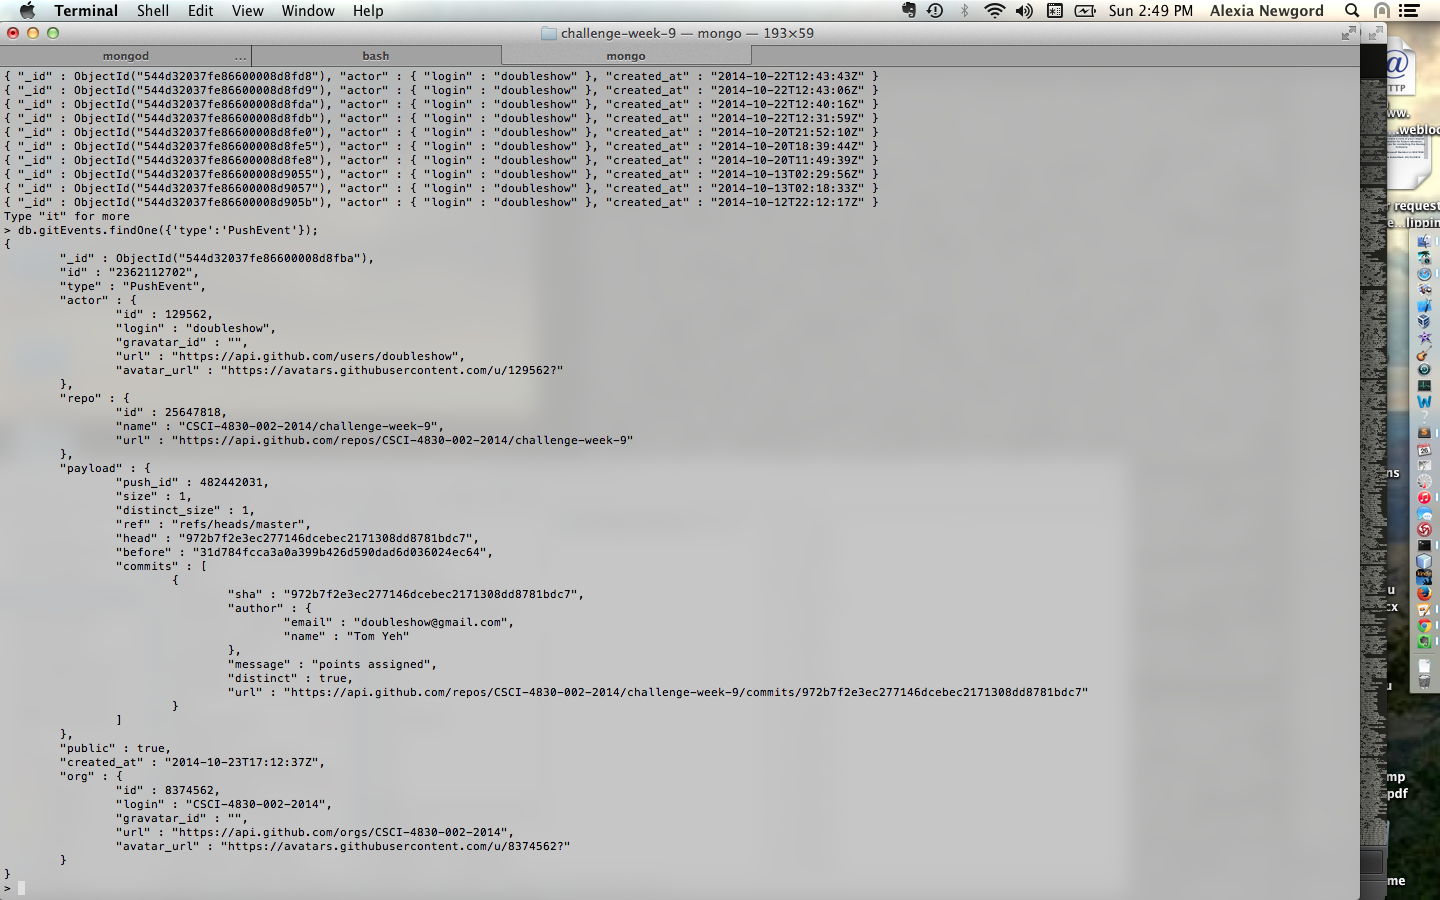 Terminal Shell Edit View Window Help Sun 2:49 PM Alexia Newgord
challenge-week-9 — mongo — 193×59
mongod ... bash mongo
{ "_id" : ObjectId("544d32037fe86600008d8fd8"), "actor" : { "login" : "doubleshow" }, "created_at" : "2014-10-22T12:43:43Z" }
{ "_id" : ObjectId("544d32037fe86600008d8fd9"), "actor" : { "login" : "doubleshow" }, "created_at" : "2014-10-22T12:43:06Z" }
{ "_id" : ObjectId("544d32037fe86600008d8fda"), "actor" : { "login" : "doubleshow" }, "created_at" : "2014-10-22T12:40:16Z" }
{ "_id" : ObjectId("544d32037fe86600008d8fdb"), "actor" : { "login" : "doubleshow" }, "created_at" : "2014-10-22T12:31:59Z" }
{ "_id" : ObjectId("544d32037fe86600008d8fe0"), "actor" : { "login" : "doubleshow" }, "created_at" : "2014-10-20T21:52:10Z" }
{ "_id" : ObjectId("544d32037fe86600008d8fe5"), "actor" : { "login" : "doubleshow" }, "created_at" : "2014-10-20T18:39:44Z" }
{ "_id" : ObjectId("544d32037fe86600008d8fe8"), "actor" : { "login" : "doubleshow" }, "created_at" : "2014-10-20T11:49:39Z" }
{ "_id" : ObjectId("544d32037fe86600008d9055"), "actor" : { "login" : "doubleshow" }, "created_at" : "2014-10-13T02:29:56Z" }
{ "_id" : ObjectId("544d32037fe86600008d9057"), "actor" : { "login" : "doubleshow" }, "created_at" : "2014-10-13T02:18:33Z" }
{ "_id" : ObjectId("544d32037fe86600008d905b"), "actor" : { "login" : "doubleshow" }, "created_at" : "2014-10-12T22:12:17Z" }
Type "it" for more
> db.gitEvents.findOne({'type':'PushEvent'});
{
"_id" : ObjectId("544d32037fe86600008d8fba"),
"id" : "2362112702",
"type" : "PushEvent",
"actor" : {
"id" : 129562,
"login" : "doubleshow",
"gravatar_id" : "",
"url" : "https://api.github.com/users/doubleshow",
"avatar_url" : "https://avatars.githubusercontent.com/u/129562?"
},
"repo" : {
"id" : 25647818,
"name" : "CSCI-4830-002-2014/challenge-week-9",
"url" : "https://api.github.com/repos/CSCI-4830-002-2014/challenge-week-9"
},
"payload" : {
"push_id" : 482442031,
"size" : 1,
"distinct_size" : 1,
"ref" : "refs/heads/master",
"head" : "972b7f2e3ec277146dcebec2171308dd8781bdc7",
"before" : "31d784fcca3a0a399b426d590dad6d036024ec64",
"commits" : [
{
"sha" : "972b7f2e3ec277146dcebec2171308dd8781bdc7",
"author" : {
"email" : "doubleshow@gmail.com",
"name" : "Tom Yeh"
},
"message" : "points assigned",
"distinct" : true,
"url" : "https://api.github.com/repos/CSCI-4830-002-2014/challenge-week-9/commits/972b7f2e3ec277146dcebec2171308dd8781bdc7"
}
]
},
"public" : true,
"created_at" : "2014-10-23T17:12:37Z",
"org" : {
"id" : 8374562,
"login" : "CSCI-4830-002-2014",
"gravatar_id" : "",
"url" : "https://api.github.com/orgs/CSCI-4830-002-2014",
"avatar_url" : "https://avatars.githubusercontent.com/u/8374562?"
}
}
>